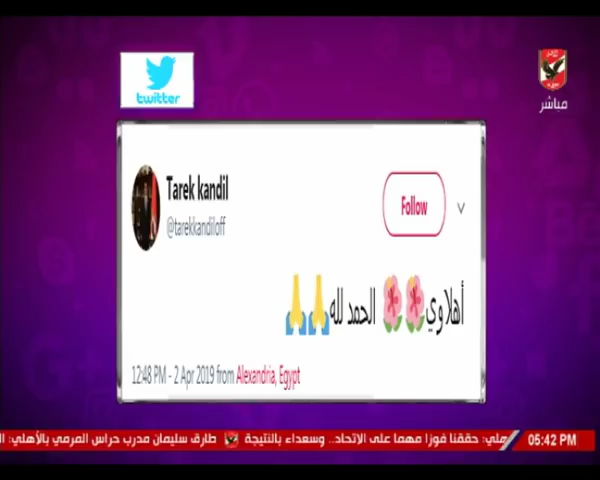 twitter
مباشر
Tarek kandil
@tarekkandiloff
Follow
أهلاوي🌺🌺 الحمد لله🙏🙏
12:48 PM - 2 Apr 2019 from Alexandria, Egypt
حققنا فوزا مهما على الاتحاد.. وسعداء بالنتيجة طارق سليمان مدرب حراس المرمي بالأهلي:
05:42 PM